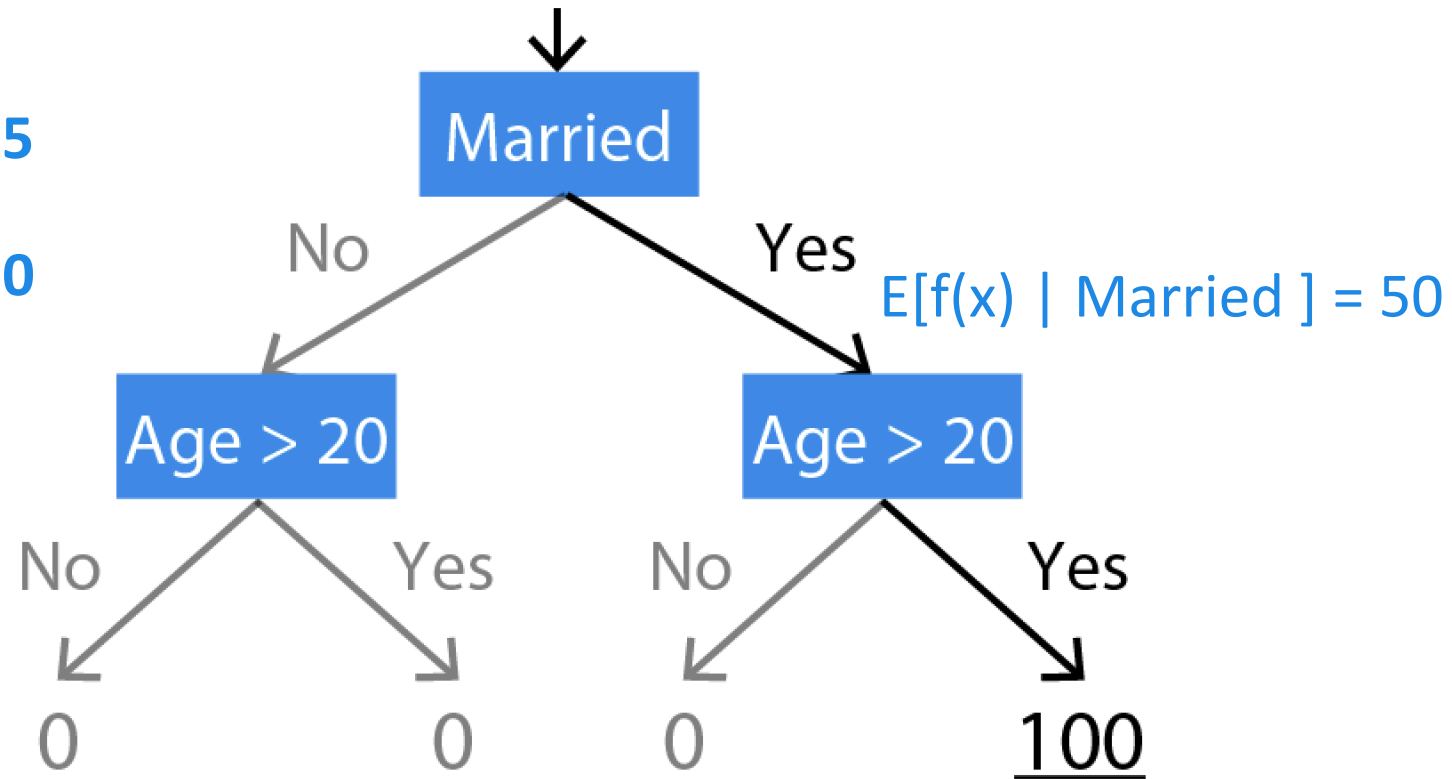 Married
5
No
Yes
0
E[f(x) | Married ] = 50
Age > 20
Age > 20
No
Yes
No
Yes
0
0
0
100